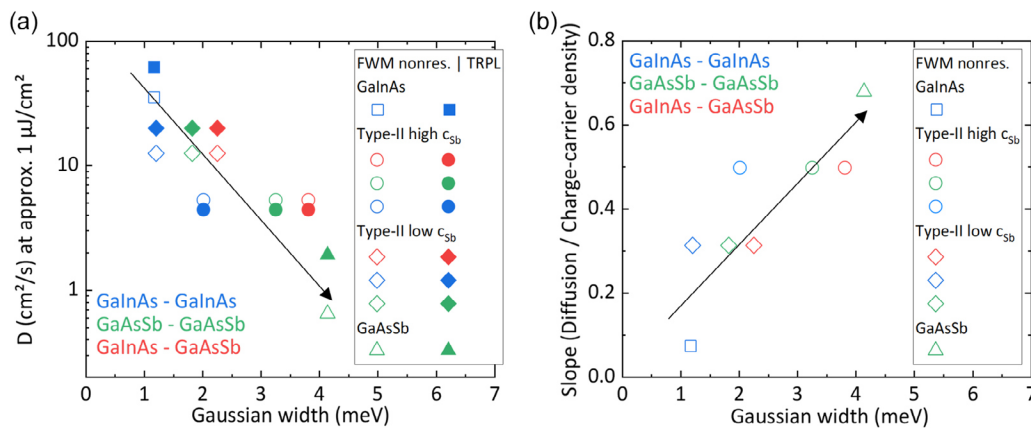 (a)
D (cm²/s) at approx. 1 µJ/cm²
100
10
1
GaInAs - GaInAs
GaAsSb - GaAsSb
GaInAs - GaAsSb
FWM nonres. | TRPL
GaInAs
Type-II high cSb
Type-II low cSb
GaAsSb
0 1 2 3 4 5 6 7
Gaussian width (meV)
(b)
Slope (Diffusion / Charge-carrier density)
0.8
0.6
0.4
0.2
0.0
GaInAs - GaInAs
GaAsSb - GaAsSb
GaInAs - GaAsSb
FWM nonres.
GaInAs
Type-II high cSb
Type-II low cSb
GaAsSb
0 1 2 3 4 5 6 7
Gaussian width (meV)